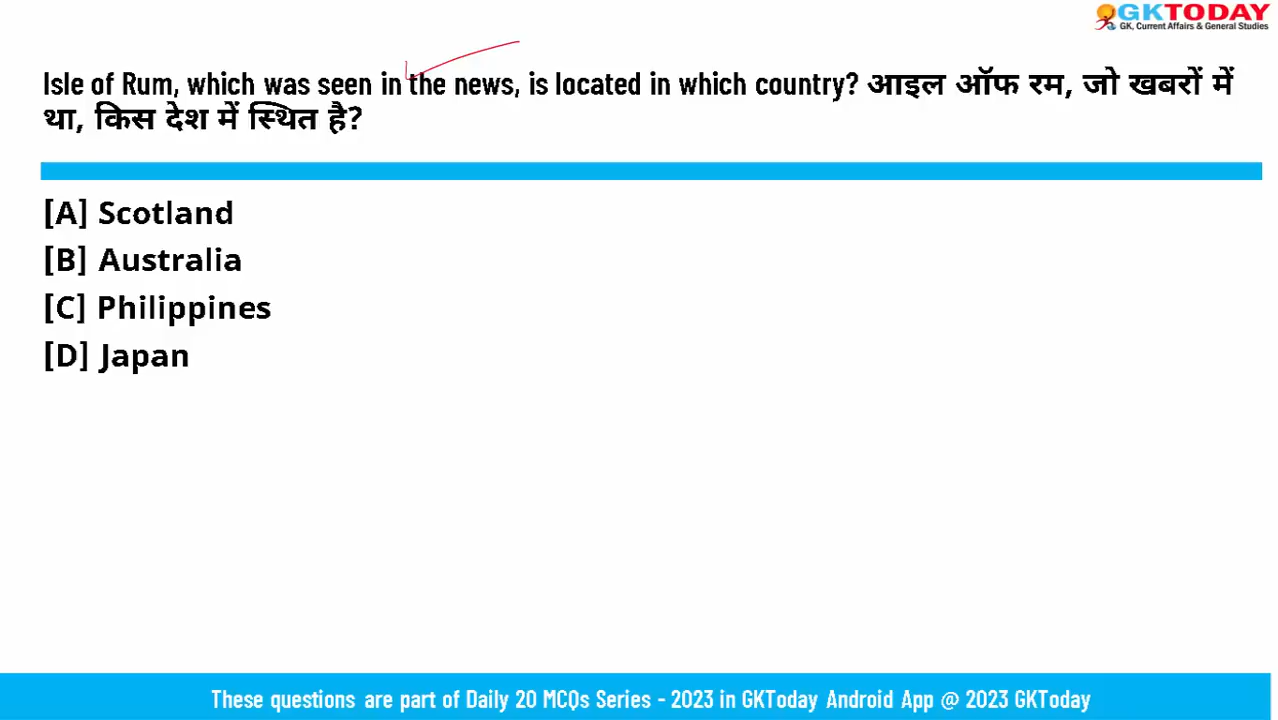 GKTODAY
GK, Current Affairs & General Studies
Isle of Rum, which was seen in the news, is located in which country? आइल ऑफ रम, जो खबरों में
था, किस देश में स्थित है?
[A] Scotland
[B] Australia
[C] Philippines
[D] Japan
These questions are part of Daily 20 MCQs Series - 2023 in GKToday Android App @ 2023 GKToday